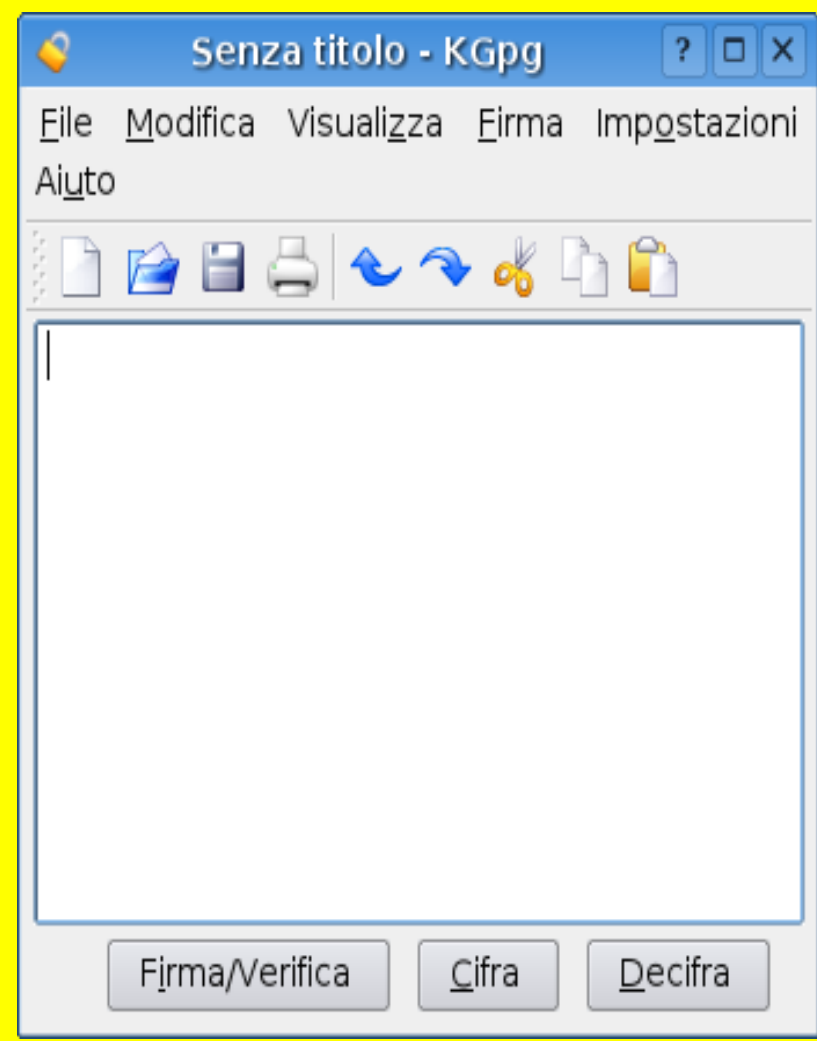 Senza titolo - KGpg ?
File Modifica Visualizza Firma Impostazioni
Aiuto
Firma/Verifica Cifra Decifra